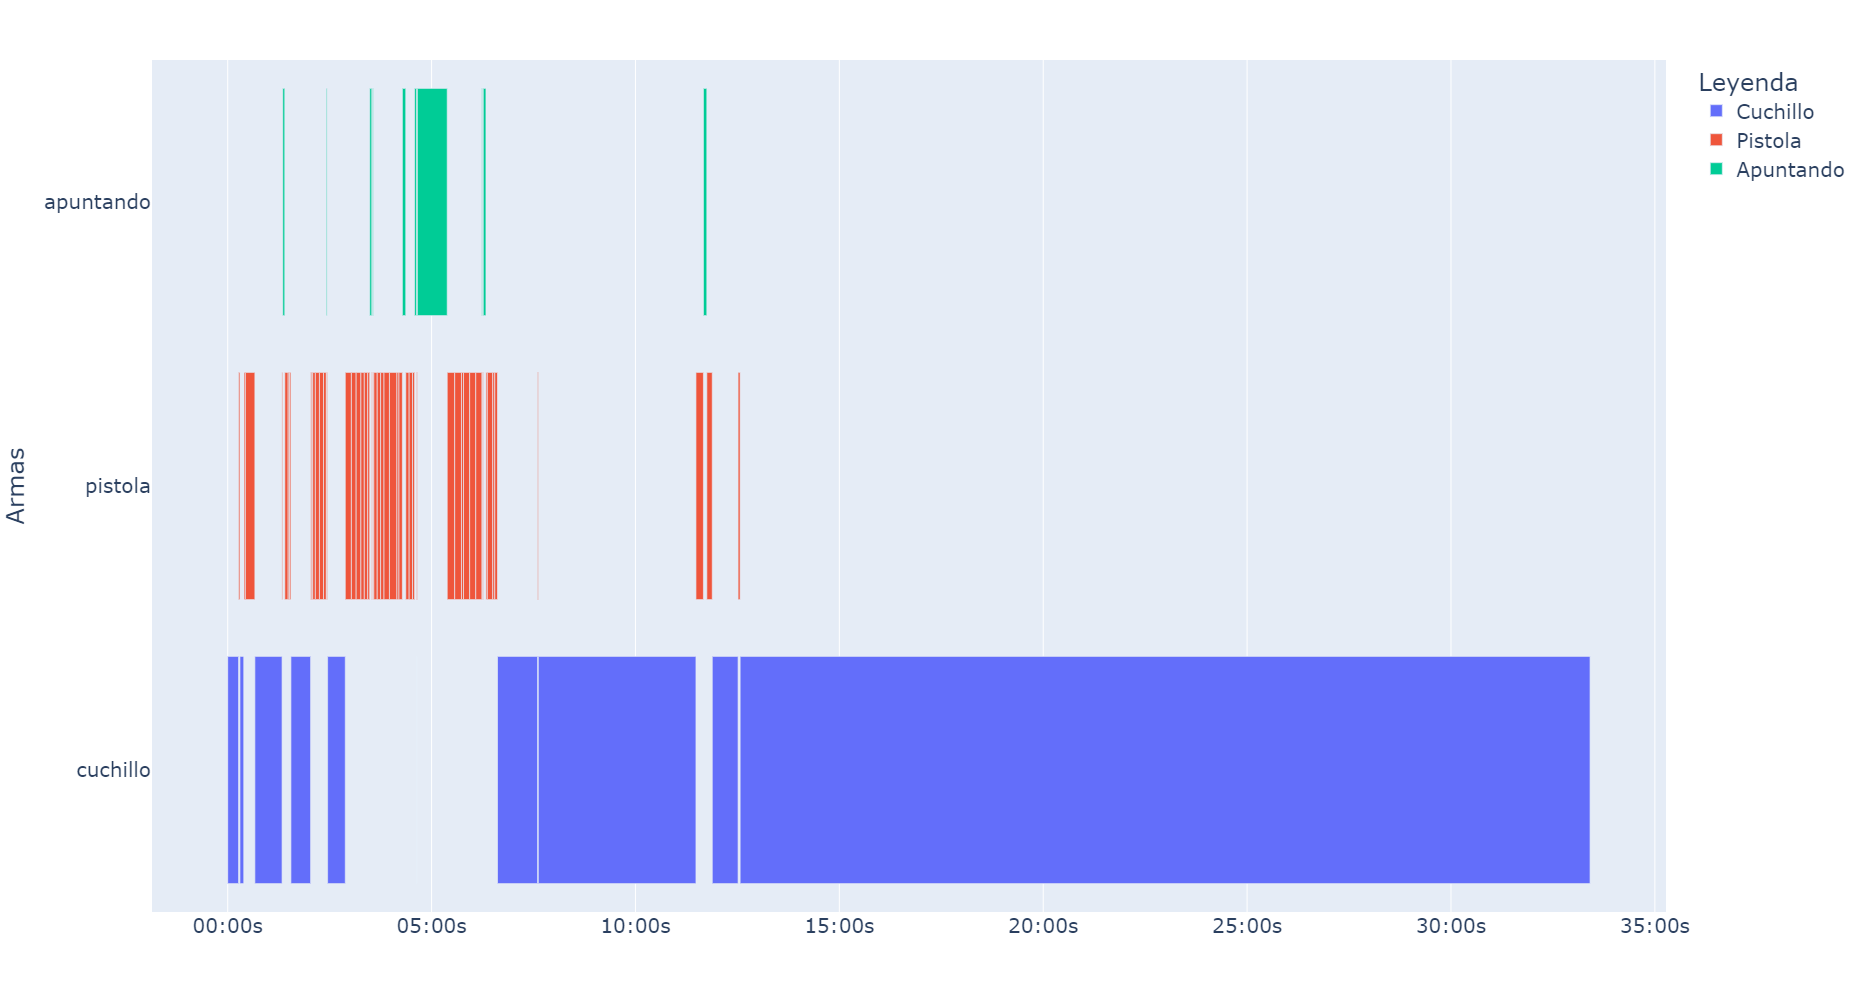 Leyenda
Cuchillo
Pistola
Apuntando
Armas
apuntando
pistola
cuchillo
00:00s 05:00s 10:00s 15:00s 20:00s 25:00s 30:00s 35:00s